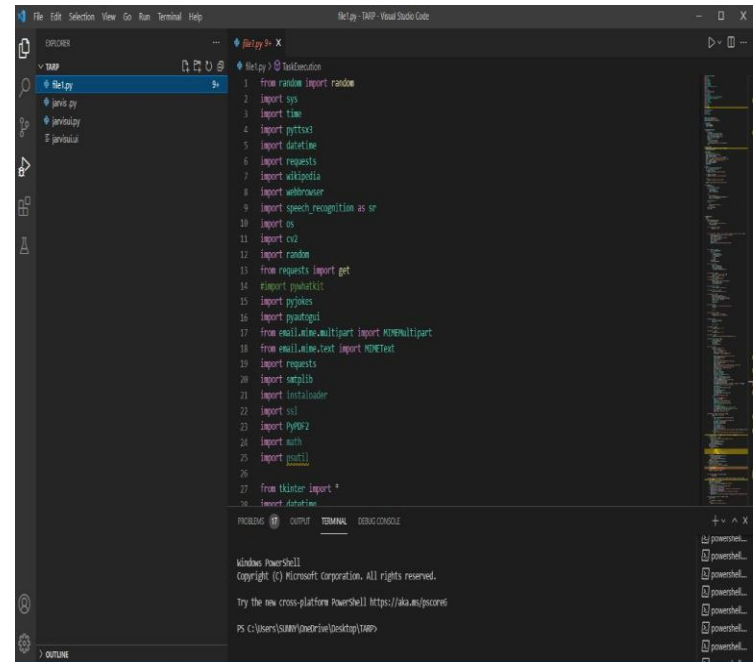 File Edit Selection View Go Run Terminal Help
file1.py - TARP - Visual Studio Code
EXPLORER
TARP
file1.py 9+
jarvis .py
jarvisui.py
jarvisui.ui
OUTLINE
file1.py 9+ X
file1.py > TaskExecution
1 from random import random
2 import sys
3 import time
4 import pyttsx3
5 import datetime
6 import requests
7 import wikipedia
8 import webbrowser
9 import speech_recognition as sr
10 import os
11 import cv2
12 import random
13 from requests import get
14 #import pywhatkit
15 import pyjokes
16 import pyautogui
17 from email.mime.multipart import MIMEMultipart
18 from email.mime.text import MIMEText
19 import requests
20 import smtplib
21 import instaloader
22 import ssl
23 import PyPDF2
24 import math
25 import psutil
26
27 from tkinter import *
28 import datetime
PROBLEMS 17 OUTPUT TERMINAL DEBUG CONSOLE
Windows PowerShell
Copyright (C) Microsoft Corporation. All rights reserved.
Try the new cross-platform PowerShell https://aka.ms/pscore6
PS C:\Users\SUNNY\OneDrive\Desktop\TARP>
powershell...
powershell...
powershell...
powershell...
powershell...
powershell...
powershell...